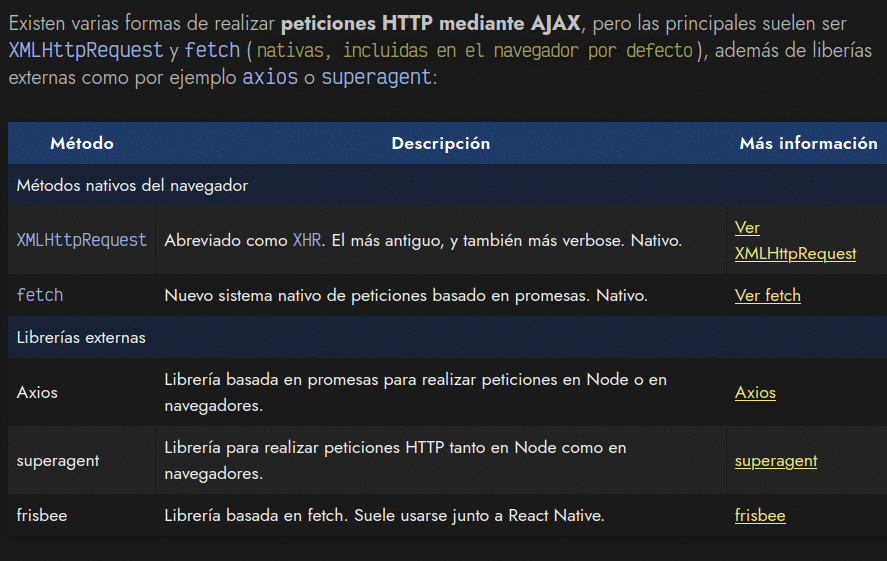 Existen varias formas de realizar peticiones HTTP mediante AJAX, pero las principales suelen ser
XMLHttpRequest y fetch (nativas, incluidas en el navegador por defecto), además de liberías
externas como por ejemplo axios o superagent:
Método Descripción Más información
Métodos nativos del navegador
XMLHttpRequest Abreviado como XHR. El más antiguo, y también más verbose. Nativo. Ver
XMLHttpRequest
fetch Nuevo sistema nativo de peticiones basado en promesas. Nativo. Ver fetch
Librerías externas
Axios Librería basada en promesas para realizar peticiones en Node o en
navegadores. Axios
superagent Librería para realizar peticiones HTTP tanto en Node como en
navegadores. superagent
frisbee Librería basada en fetch. Suele usarse junto a React Native. frisbee